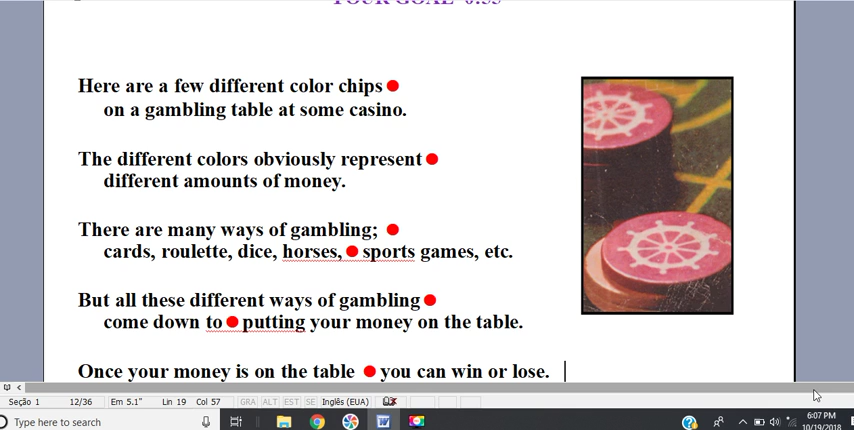 YOUR GOAL 0:55
Here are a few different color chips
on a gambling table at some casino.
The different colors obviously represent
different amounts of money.
There are many ways of gambling;
cards, roulette, dice, horses, sports games, etc.
But all these different ways of gambling
come down to putting your money on the table.
Once your money is on the table you can win or lose.
Seção 1 12/36 Em 5.1" Lin 19 Col 57 GRA ALT EST SE Inglês (EUA)
Type here to search
6:07 PM
10/19/2018